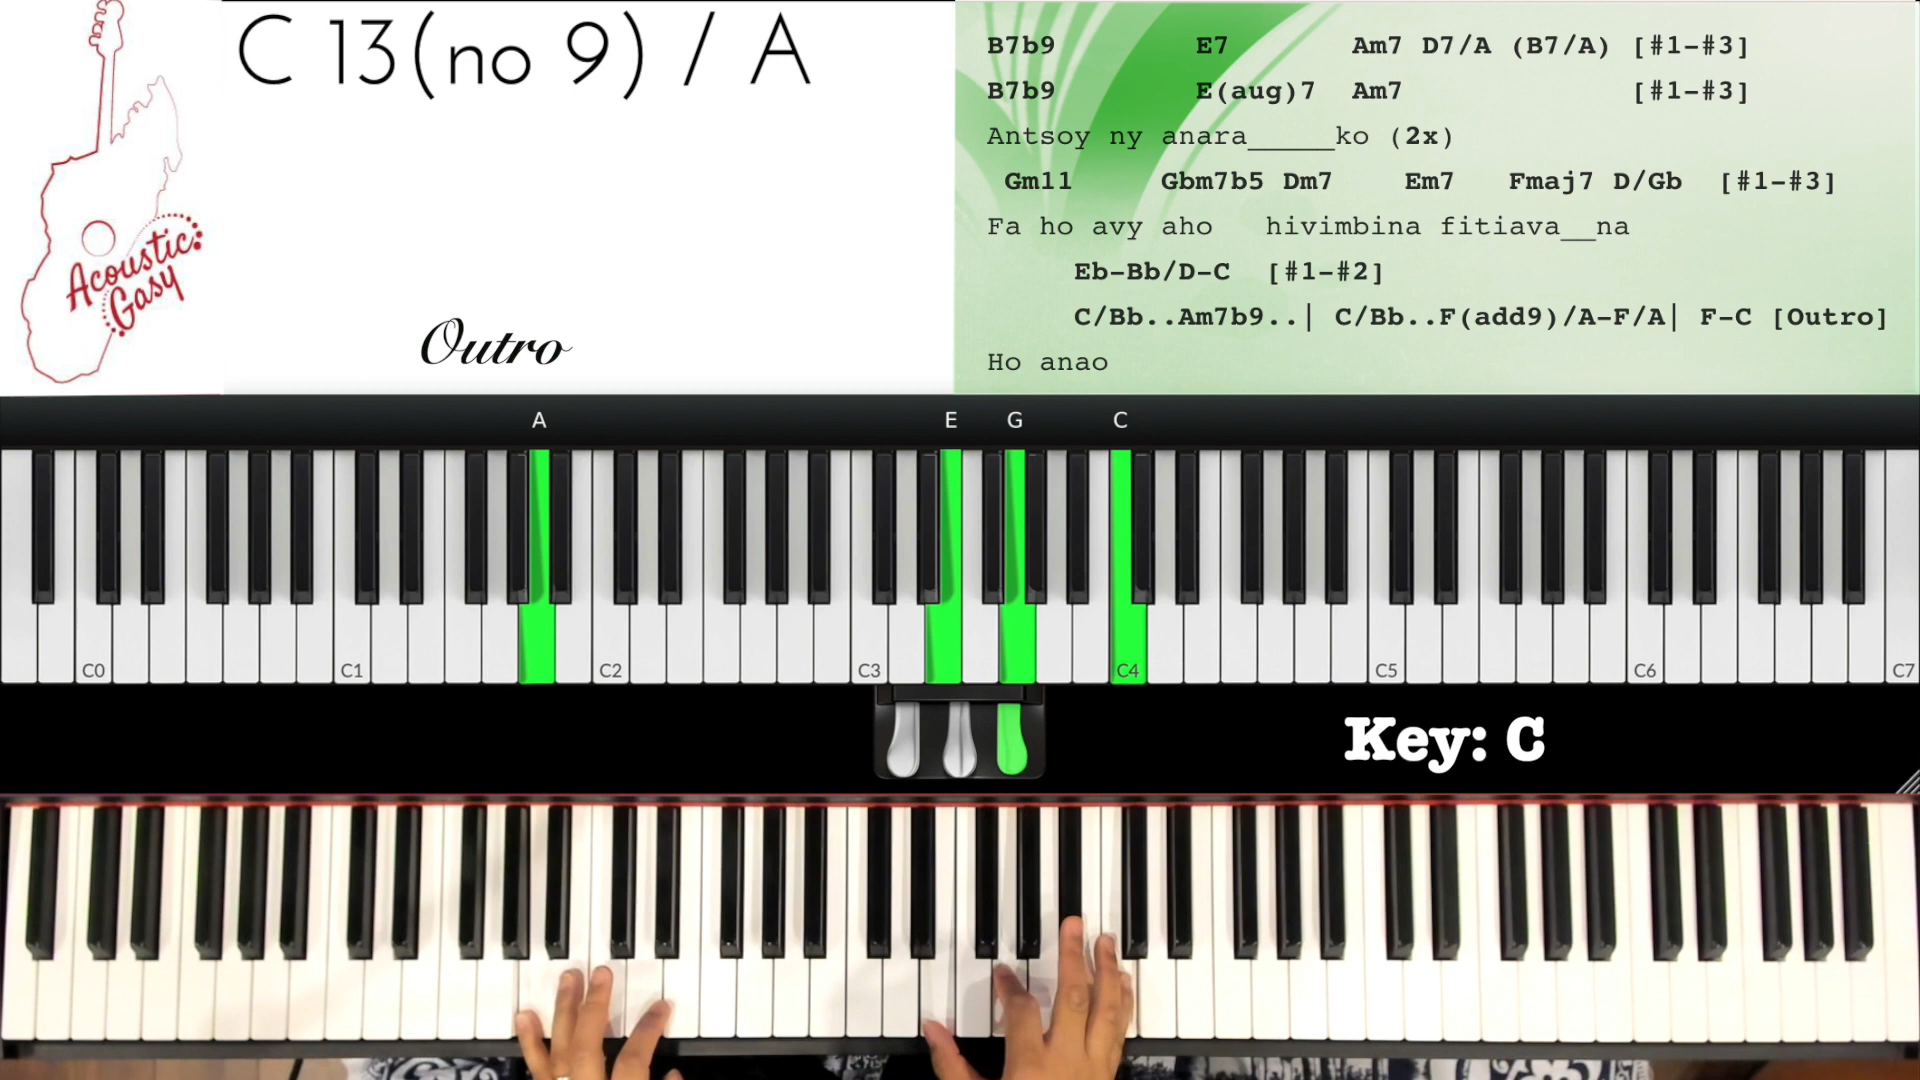 C 13(no 9) / A
Acoustic
Gasy
Outro
B7b9 E7 Am7 D7/A (B7/A) [#1-#3]
B7b9 E(aug)7 Am7 [#1-#3]
Antsoy ny anara_____ko (2x)
Gm11 Gbm7b5 Dm7 Em7 Fmaj7 D/Gb [#1-#3]
Fa ho avy aho hivimbina fitiava__na
Eb-Bb/D-C [#1-#2]
C/Bb..Am7b9..| C/Bb..F(add9)/A-F/A| F-C [Outro]
Ho anao
A E G C
C0 C1 C2 C3 C4 C5 C6 C7
Key: C